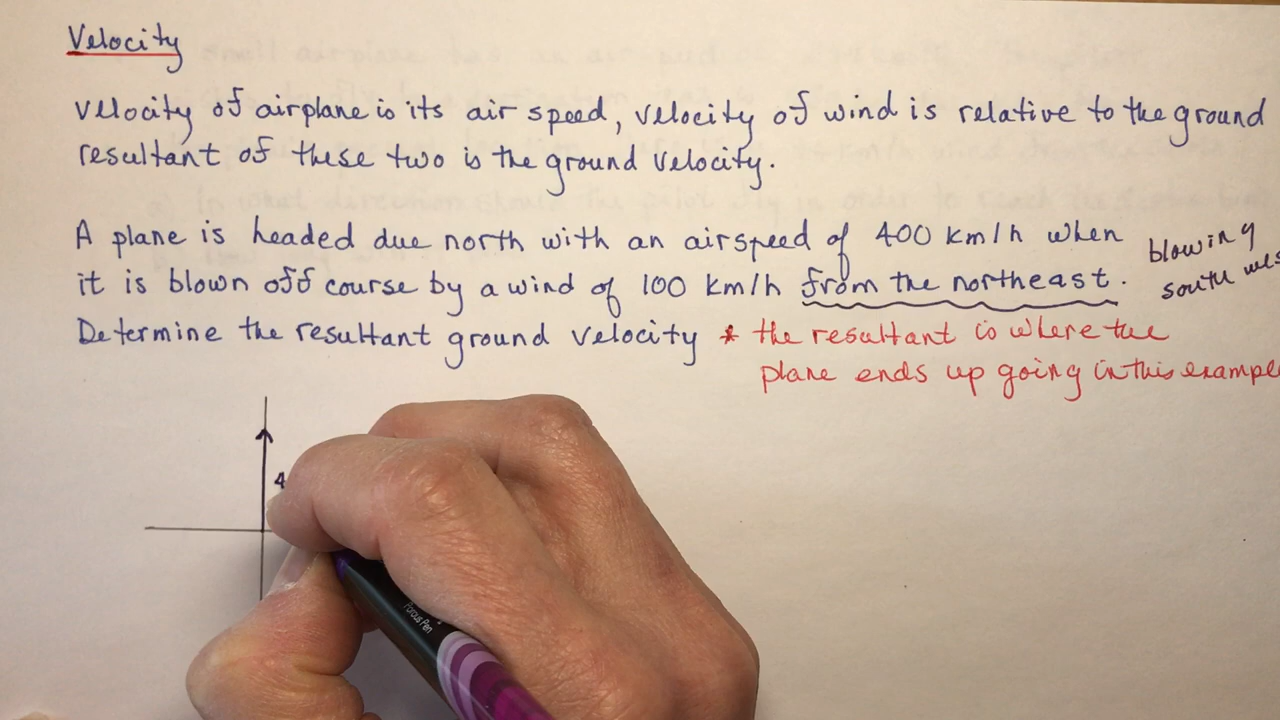 Velocity
Velocity of airplane is its air speed, velocity of wind is relative to the ground
resultant of these two is the ground velocity.
A plane is headed due north with an airspeed of 400 km/h when
it is blown off course by a wind of 100 km/h from the northeast.
blowing
south
Determine the resultant ground velocity * the resultant is where the
plane ends up going in this example
4
Porous Pen